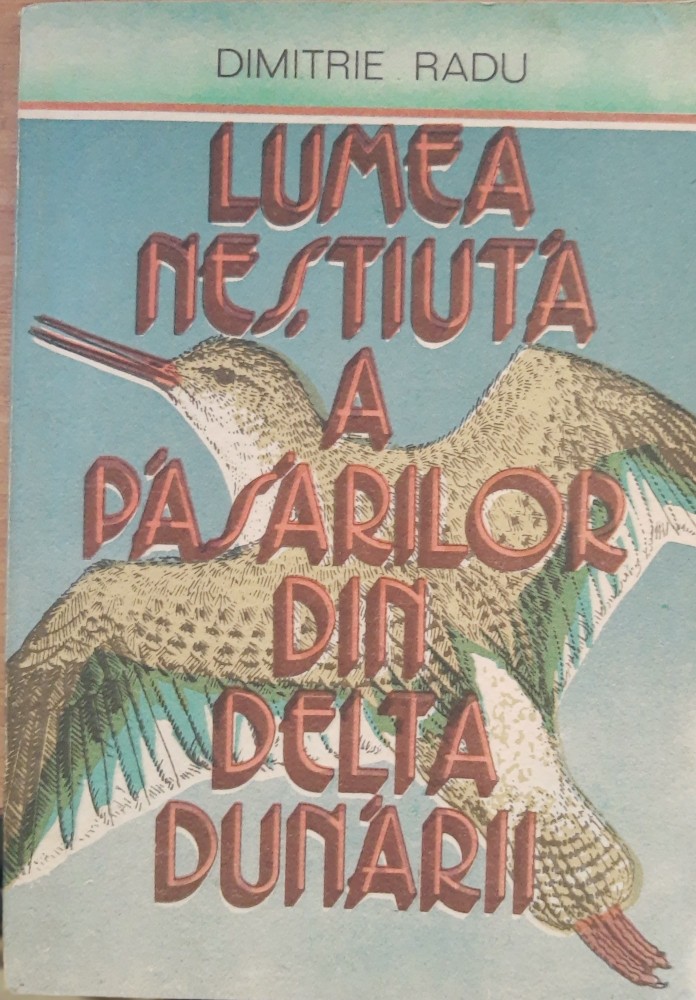 DIMITRIE RADU
LUMEA
NEȘTIUTĂ
A
PĂSĂRILOR
DIN
DELTA
DUNĂRII